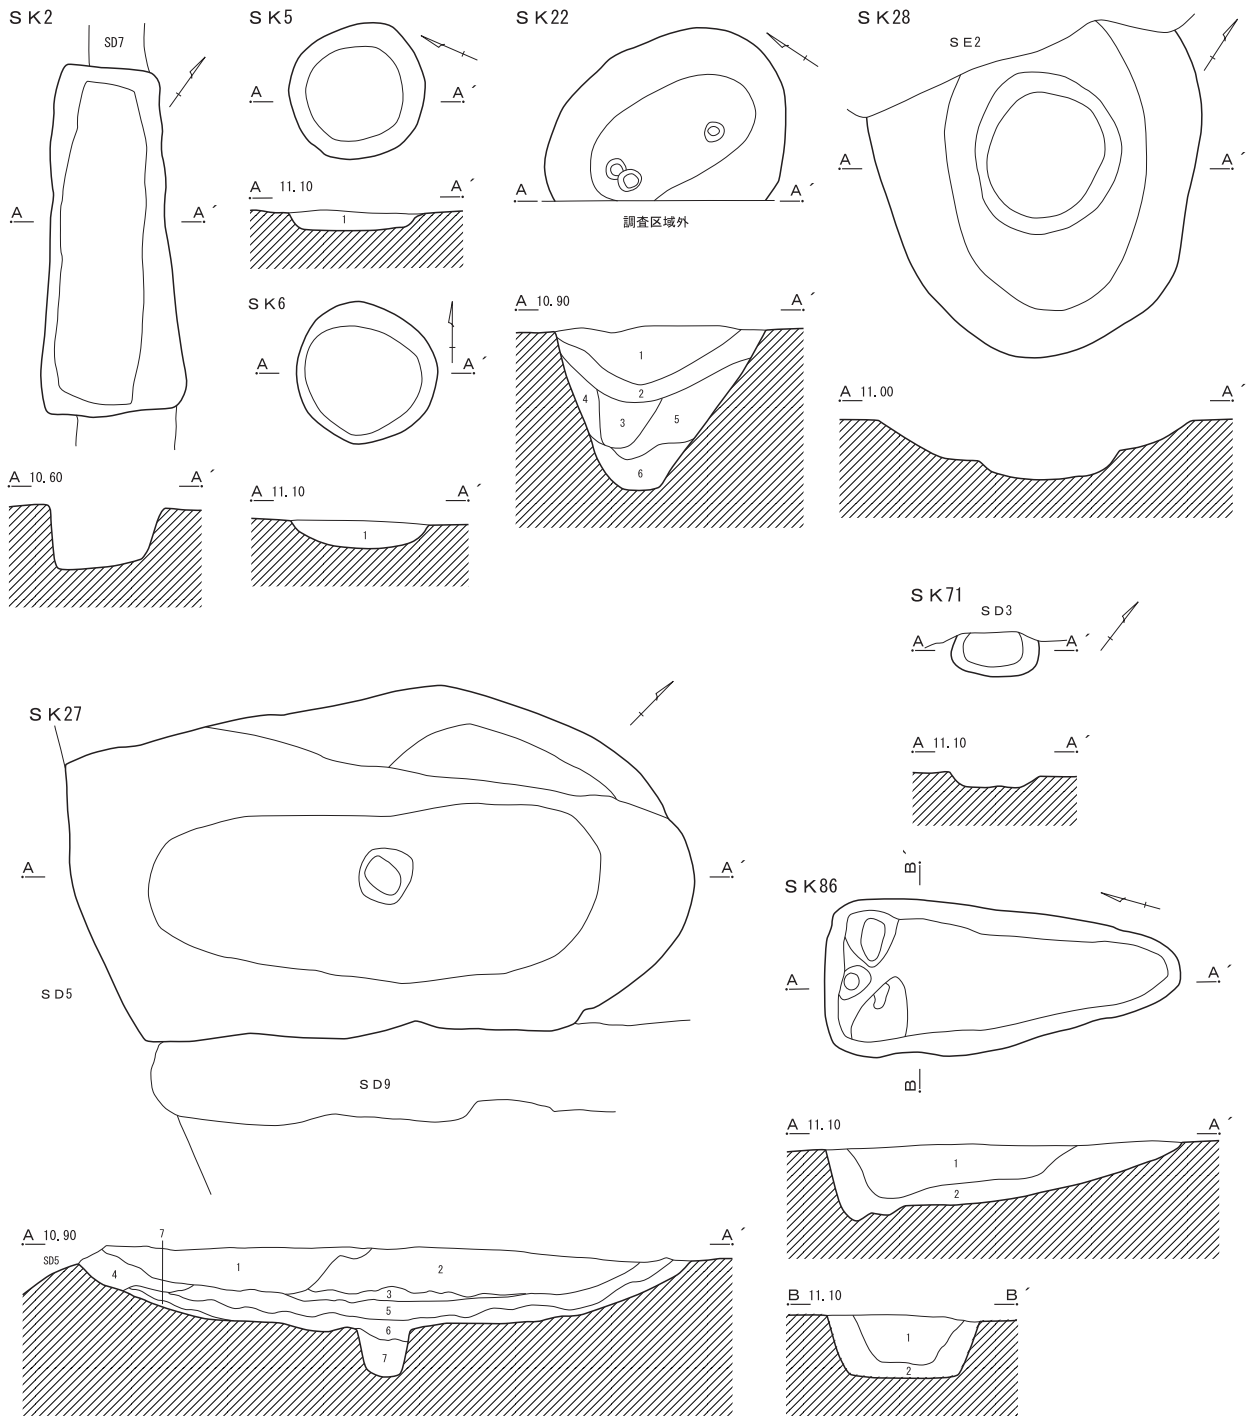 SK2
SD7
A A´
A 10.60 A´
SK5
A A´
A 11.10 A´
1
SK6
A A´
A 11.10 A´
1
SK22
A A´
調査区域外
A 10.90 A´
1
2
3
4
5
6
SK28
SE2
A A´
A 11.00 A´
SK71
SD3
A A´
A 11.10 A´
SK27
A A´
SD5
SD9
A 10.90 A´
SD5
7
1
2
3
4
5
6
7
SK86
B´
A A´
B
A 11.10 A´
1
2
B 11.10 B´
1
2